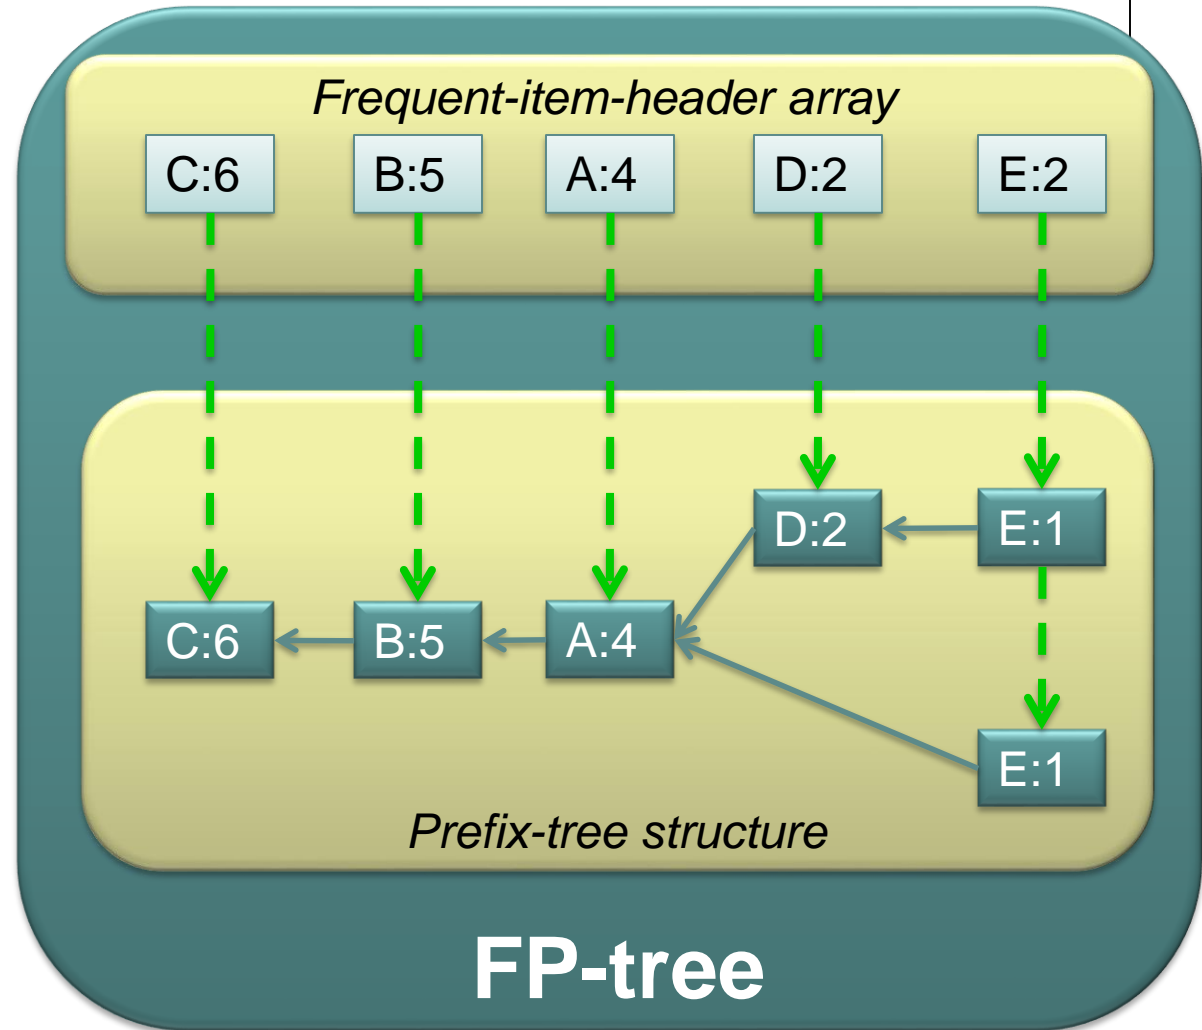 Frequent-item-header array
C:6 B:5 A:4 D:2 E:2
D:2 E:1
C:6 B:5 A:4
E:1
Prefix-tree structure
FP-tree